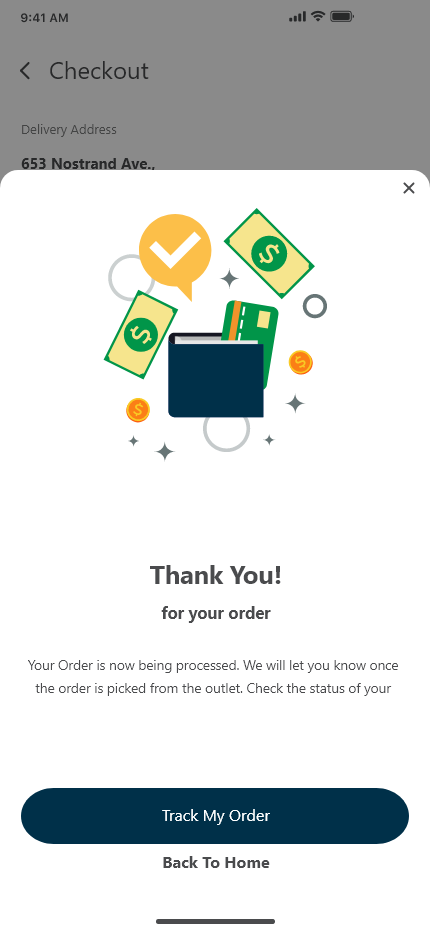 9:41 AM
Checkout
Delivery Address
653 Nostrand Ave.,
$
$
$
$
Thank You!
for your order
Your Order is now being processed. We will let you know once
the order is picked from the outlet. Check the status of your
Track My Order
Back To Home